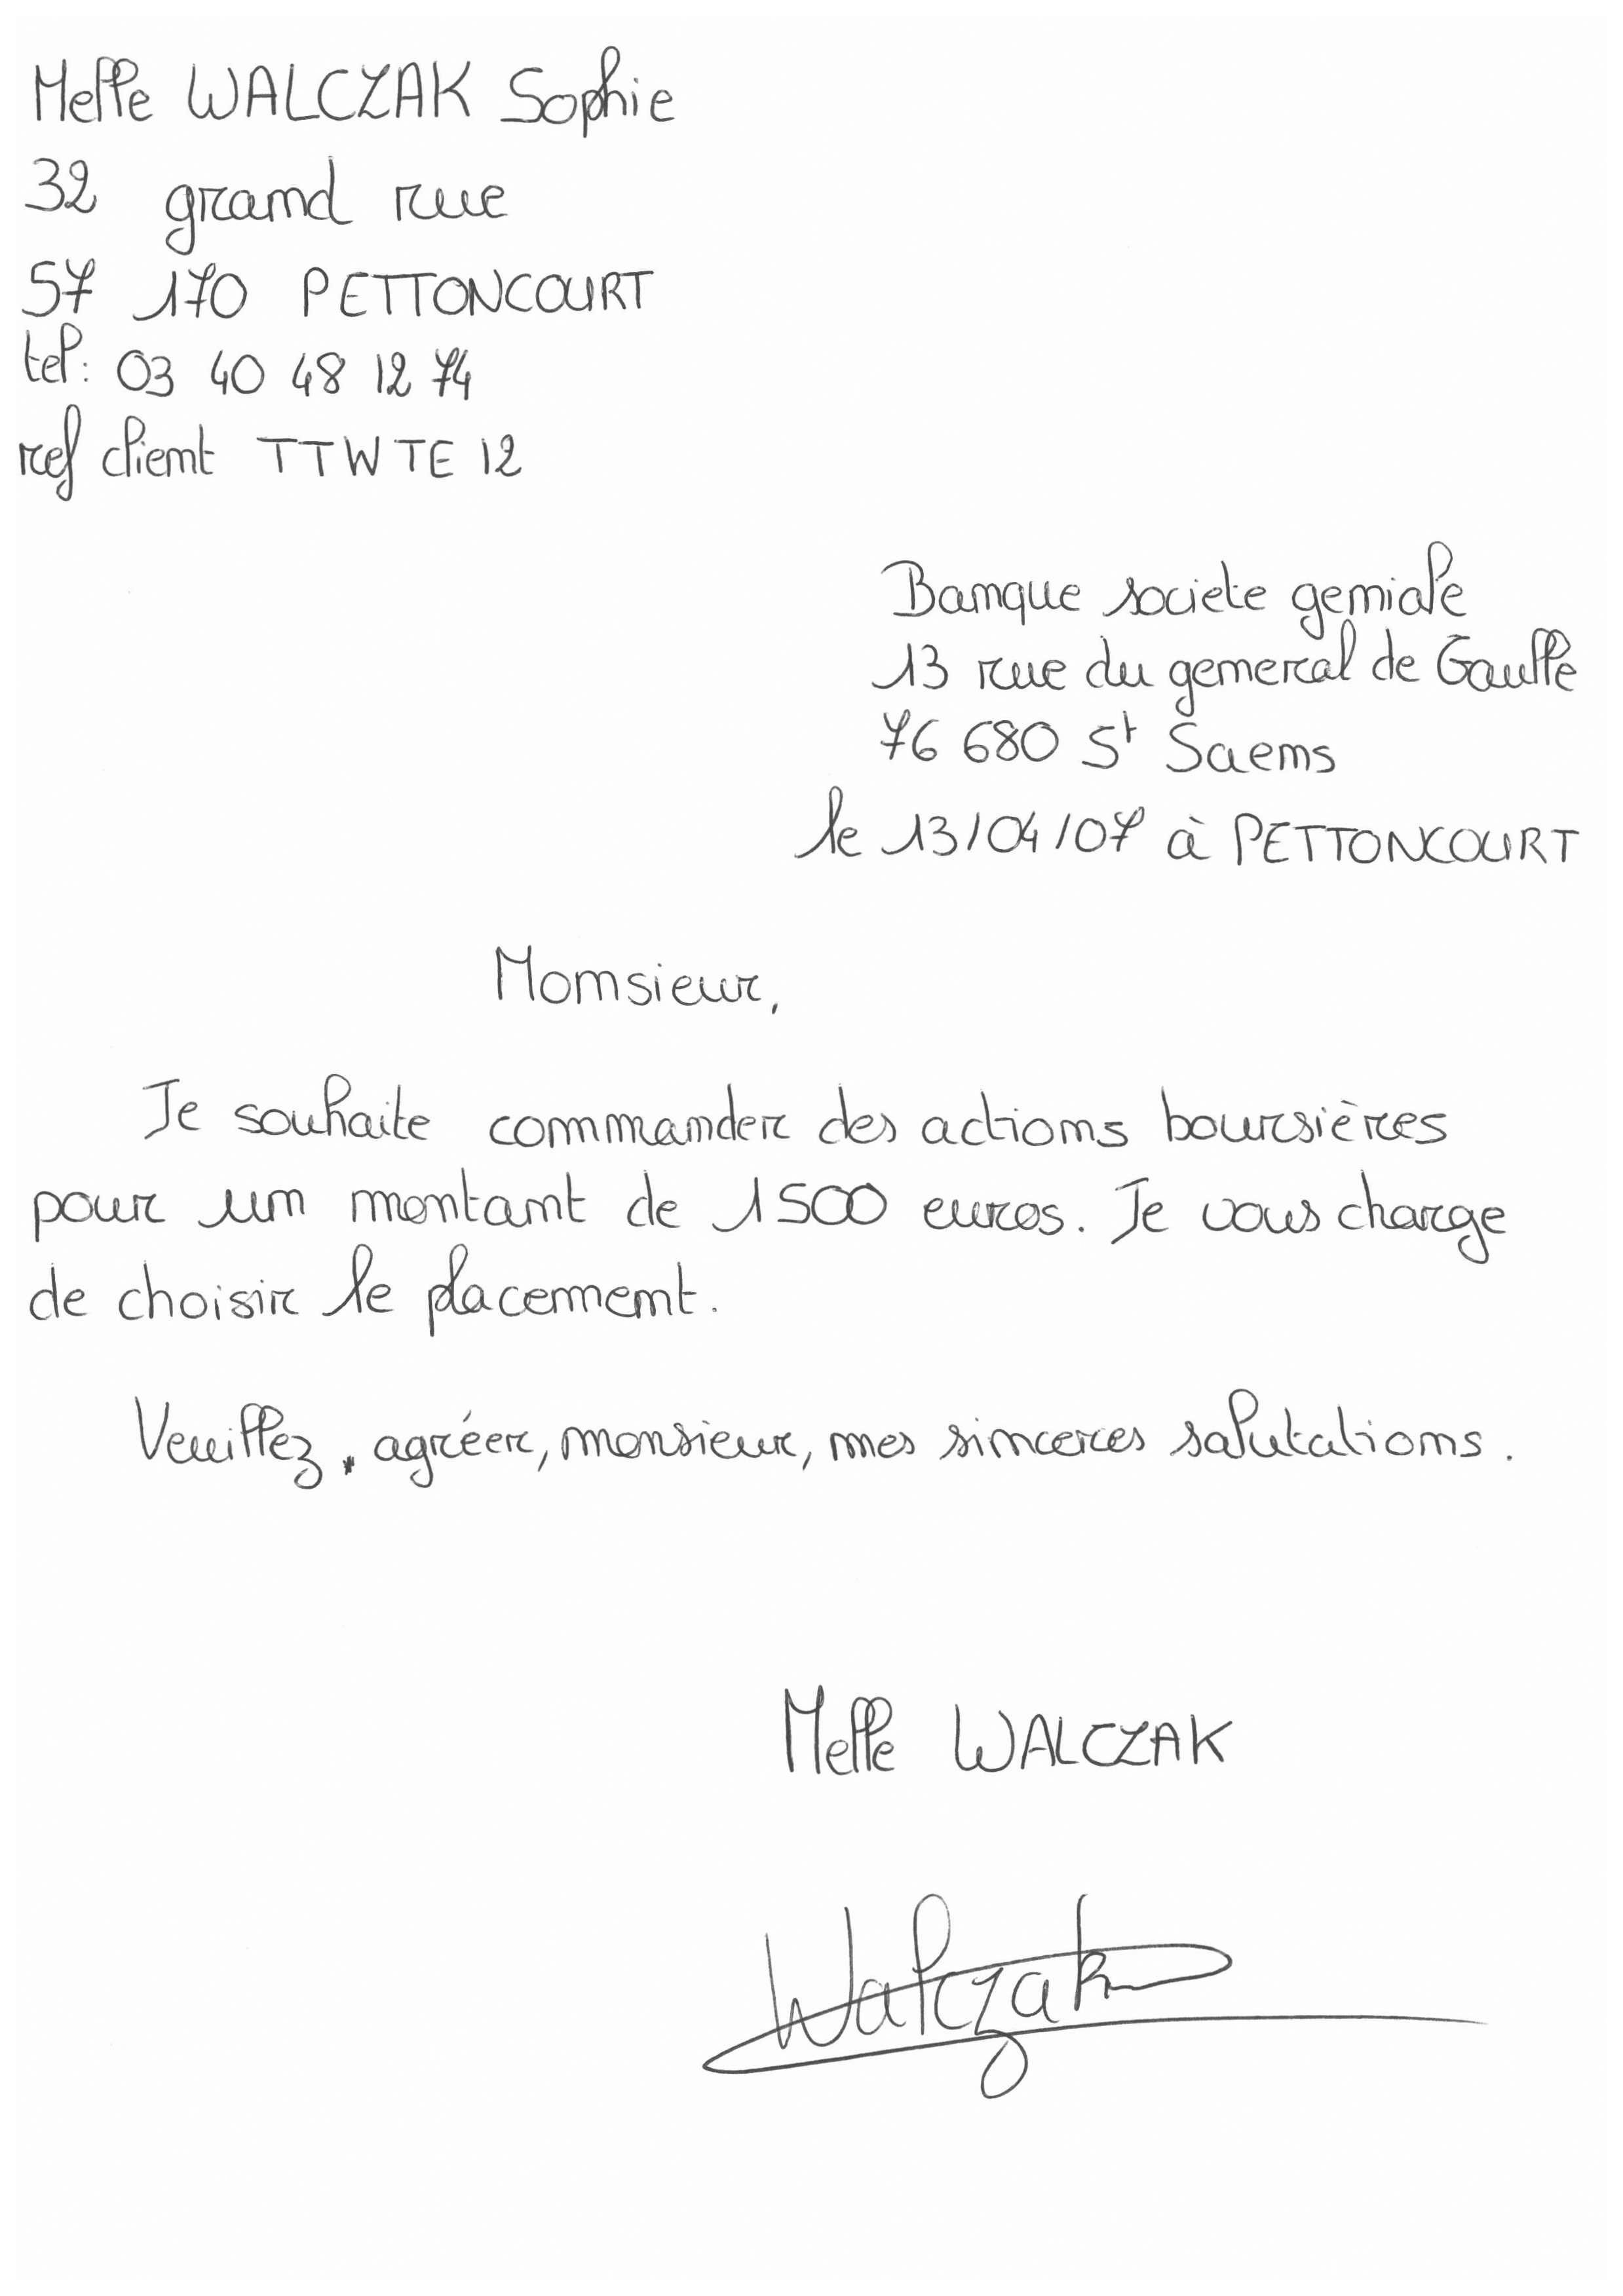 Melle WALCZAK Sophie
32 grand rue
57 170 PETTONCOURT
tel: 03 40 48 12 74
ref client TTWTE12
Banque societe geniale
13 rue du general de Gaulle
76 680 St Saens
le 13/04/07 à PETTONCOURT
Monsieur,
Je souhaite commander des actions boursières
pour un montant de 1500 euros. Je vous charge
de choisir le placement.
Veuillez, agréer, monsieur, mes sinceres salutations.
Melle WALCZAK
Walczak